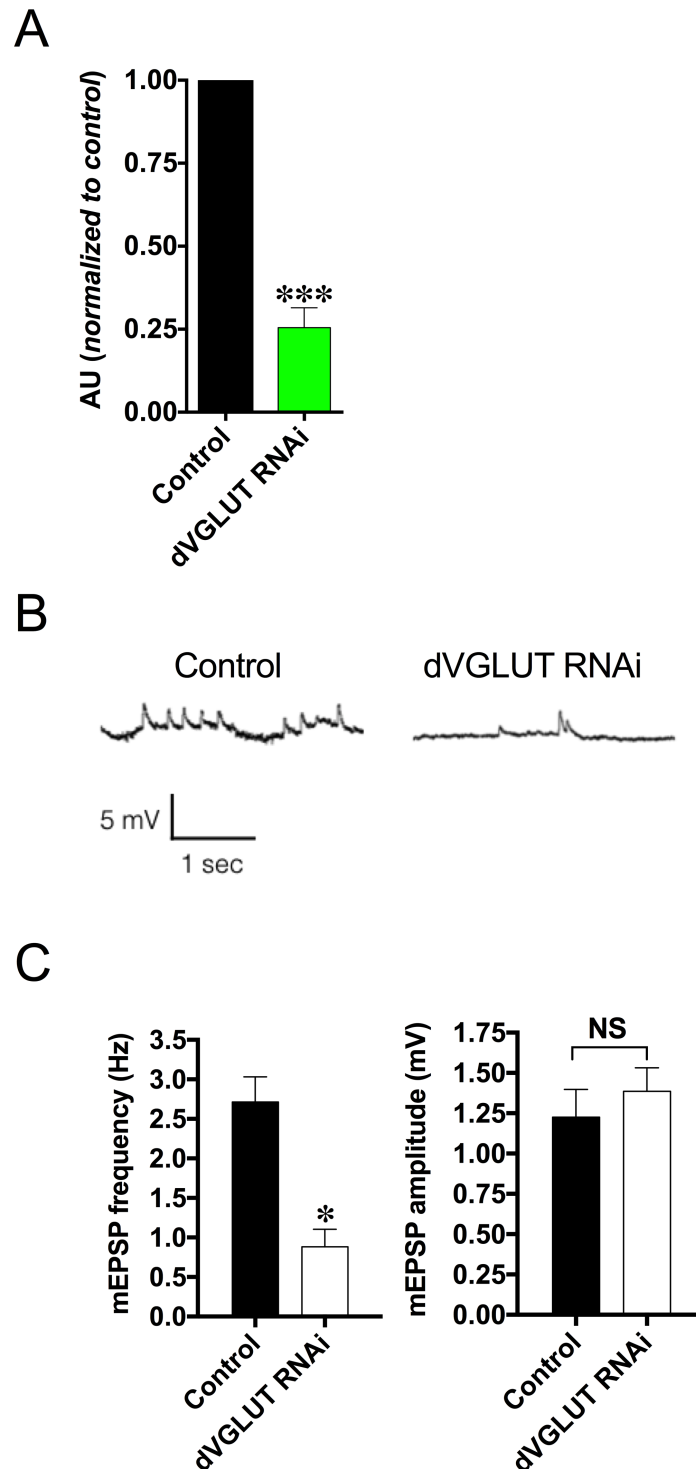 A
AU (normalized to control)
1.00
0.75
0.50
0.25
0.00
***
Control
dVGLUT RNAi
B
Control
dVGLUT RNAi
5 mV
1 sec
C
mEPSP frequency (Hz)
3.5
3.0
2.5
2.0
1.5
1.0
0.5
0.0
*
Control
dVGLUT RNAi
mEPSP amplitude (mV)
1.75
1.50
1.25
1.00
0.75
0.50
0.25
0.00
NS
Control
dVGLUT RNAi